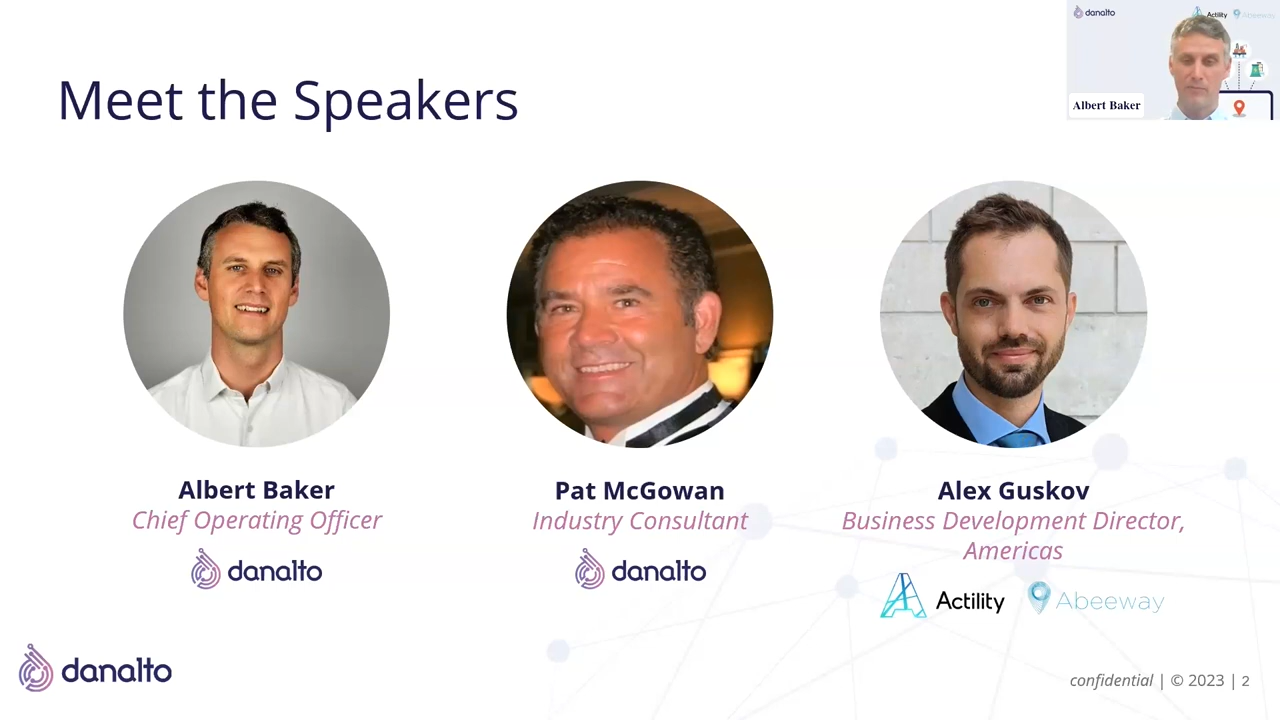 danalto
Actility
Abeeway
Albert Baker
Meet the Speakers
Albert Baker
Chief Operating Officer
danalto
Pat McGowan
Industry Consultant
danalto
Alex Guskov
Business Development Director,
Americas
Actility
Abeeway
danalto
confidential | © 2023 | 2